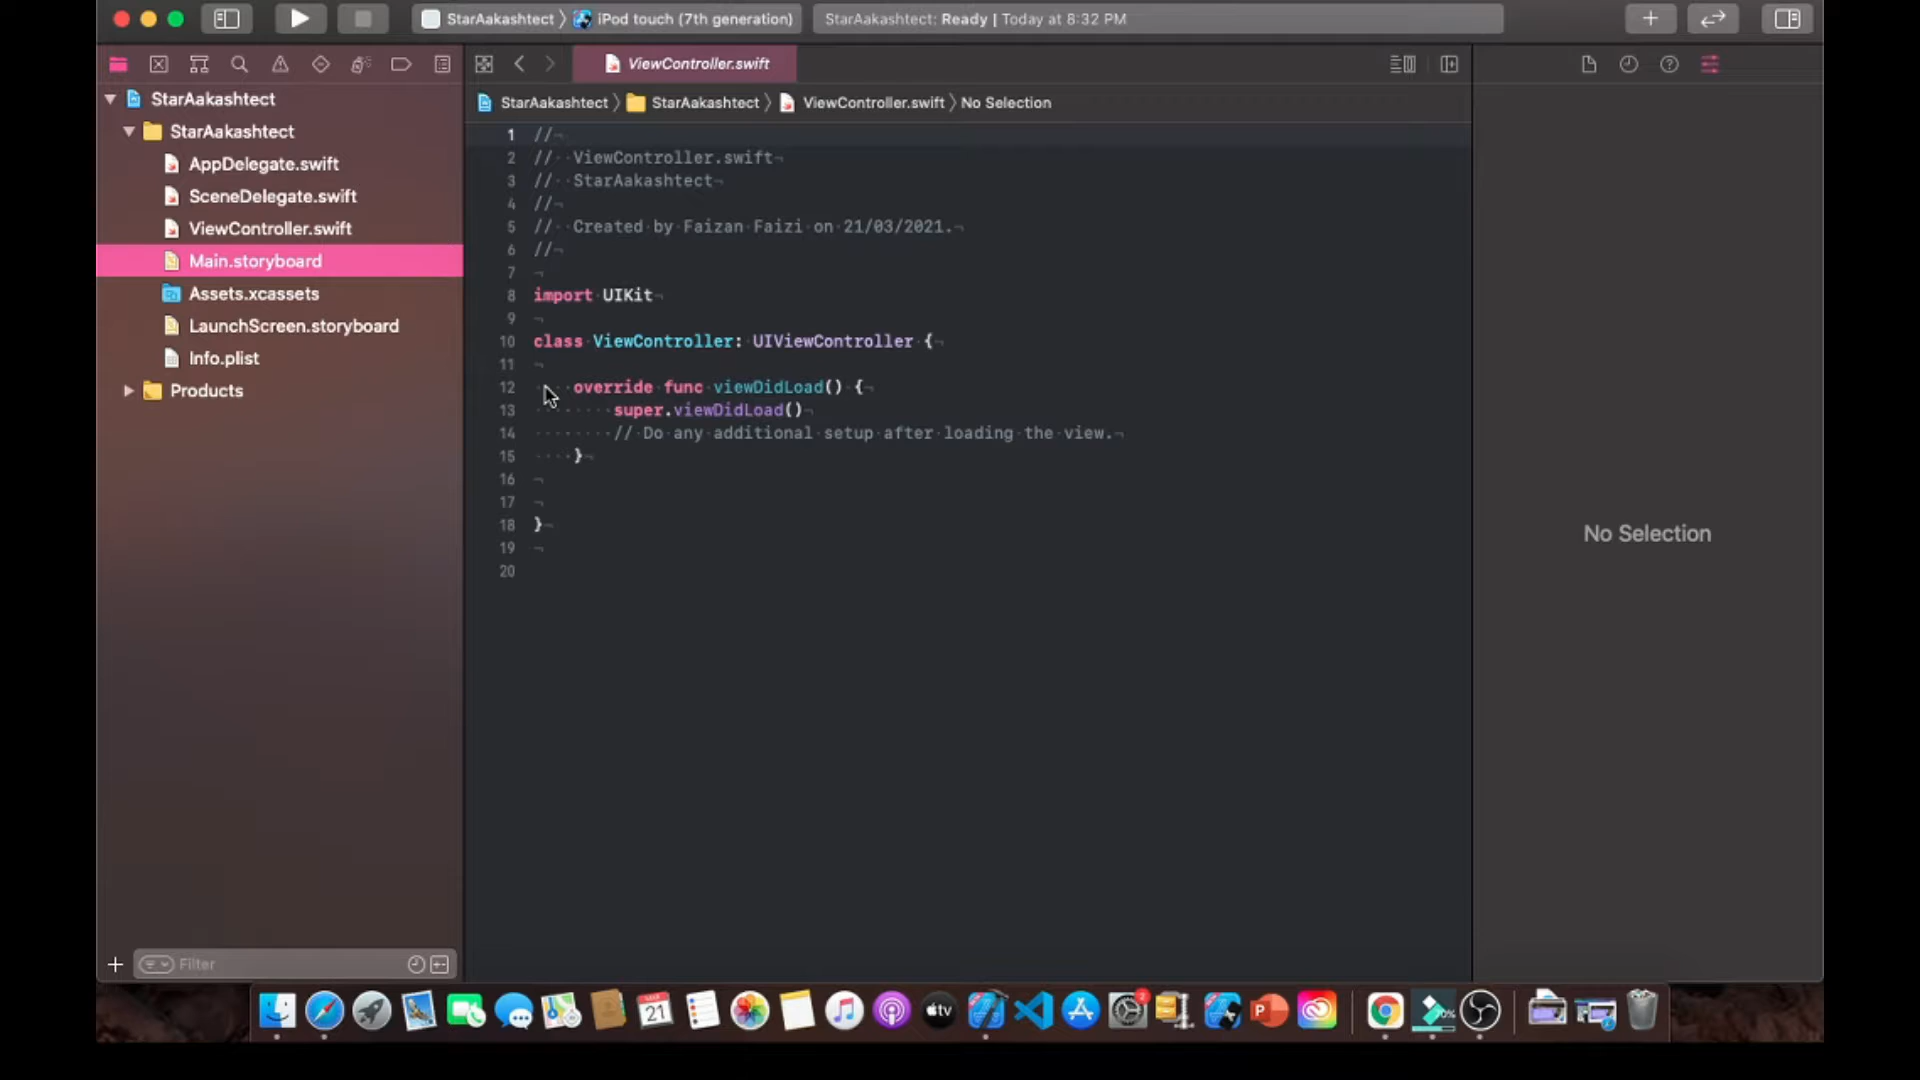 StarAakashtect 〉 iPod touch (7th generation)
StarAakashtect: Ready | Today at 8:32 PM
ViewController.swift
StarAakashtect 〉 StarAakashtect 〉 ViewController.swift 〉 No Selection
StarAakashtect
StarAakashtect
AppDelegate.swift
SceneDelegate.swift
ViewController.swift
Main.storyboard
Assets.xcassets
LaunchScreen.storyboard
Info.plist
Products
Filter
1 //
2 // ViewController.swift
3 // StarAakashtect
4 //
5 // Created by Faizan Faizi on 21/03/2021.
6 //
7
8 import UIKit
9
10 class ViewController: UIViewController {
11
12 override func viewDidLoad() {
13 super.viewDidLoad()
14 // Do any additional setup after loading the view.
15 }
16
17
18 }
19
20
No Selection
21
tv
2